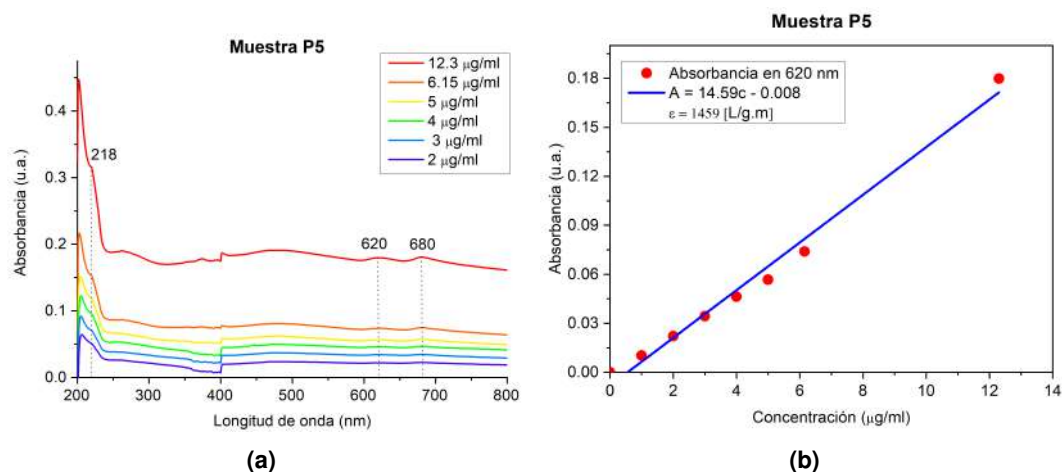 Muestra P5
12.3 µg/ml
6.15 µg/ml
5 µg/ml
4 µg/ml
3 µg/ml
2 µg/ml
218
620
680
Absorbancia (u.a.)
0.4
0.3
0.2
0.1
0.0
200
300
400
500
600
700
800
Longitud de onda (nm)
(a)
Muestra P5
Absorbancia en 620 nm
A = 14.59c - 0.008
ε = 1459 [L/g.m]
Absorbancia (u.a.)
0.18
0.15
0.12
0.09
0.06
0.03
0.00
0
2
4
6
8
10
12
14
Concentración (µg/ml)
(b)